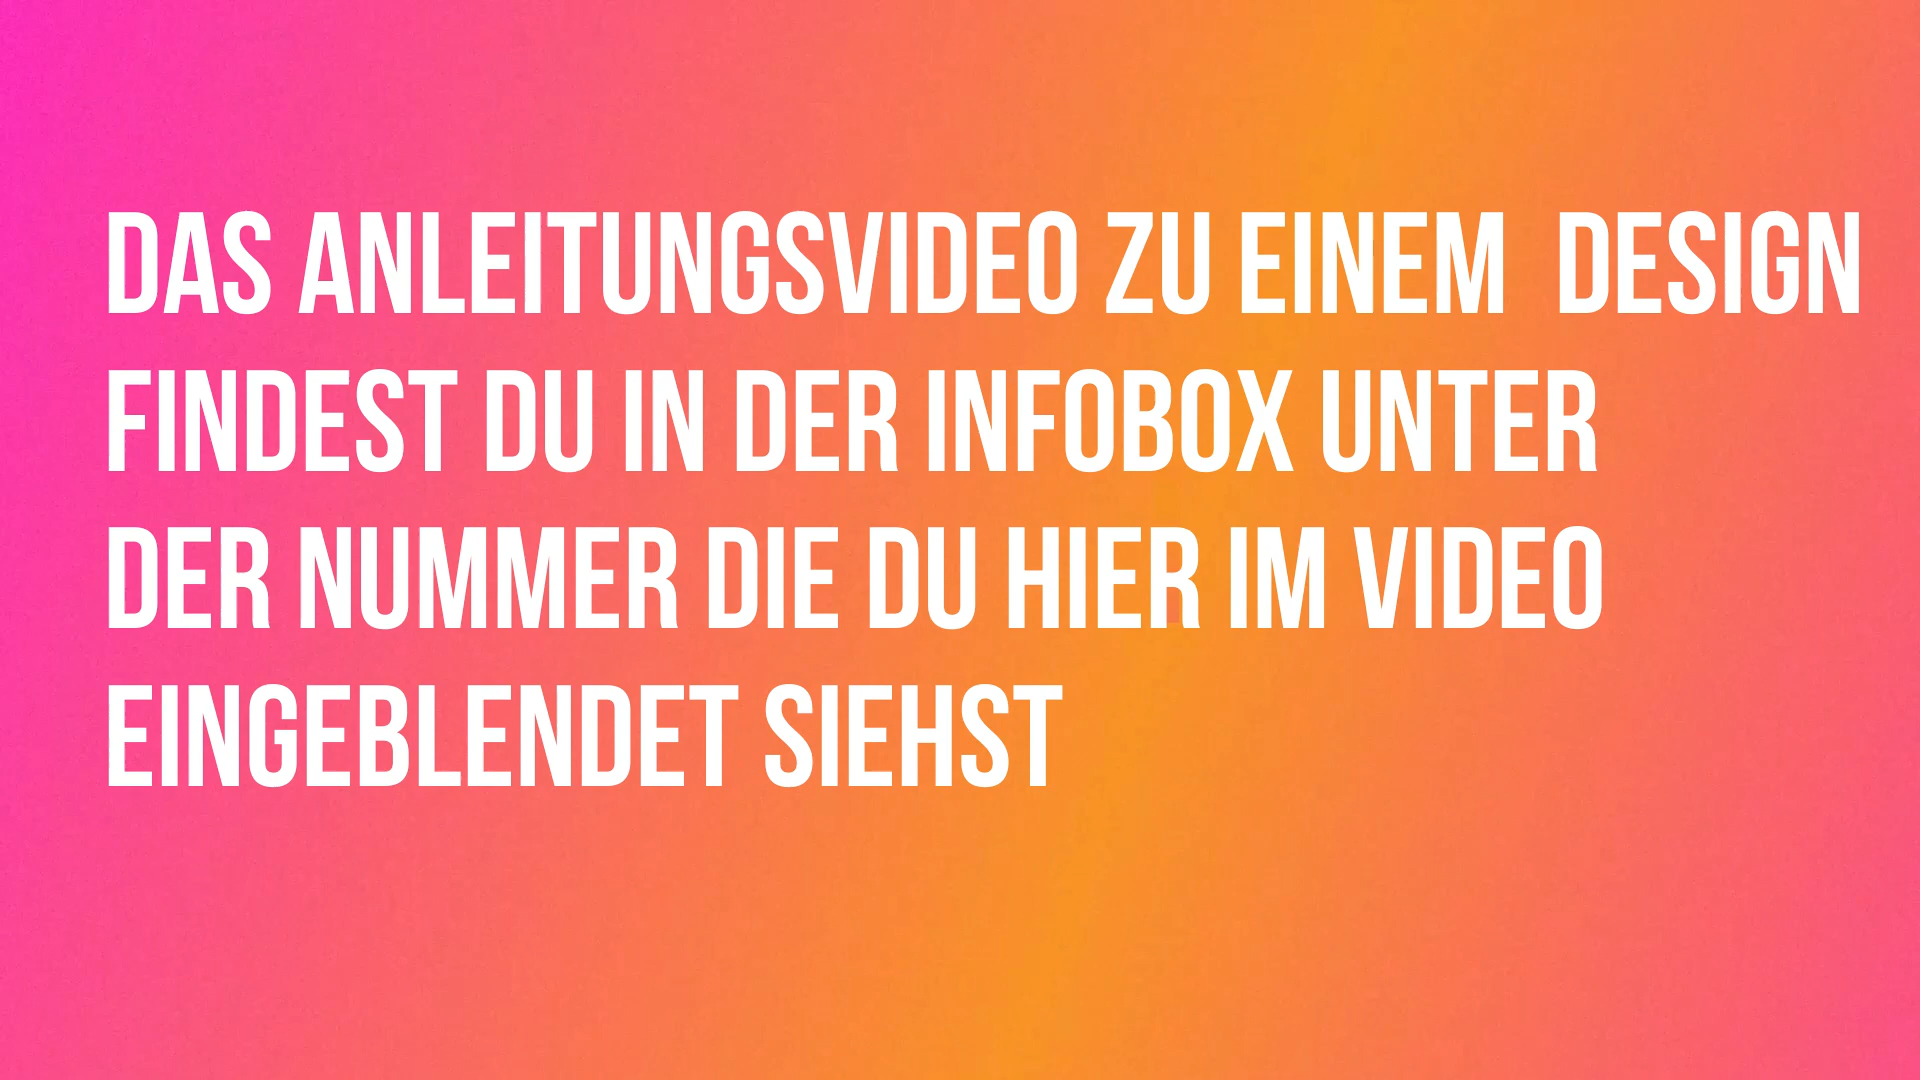 DAS ANLEITUNGSVIDEO ZU EINEM  DESIGN
FINDEST DU IN DER INFOBOX UNTER
DER NUMMER DIE DU HIER IM VIDEO
EINGEBLENDET SIEHST